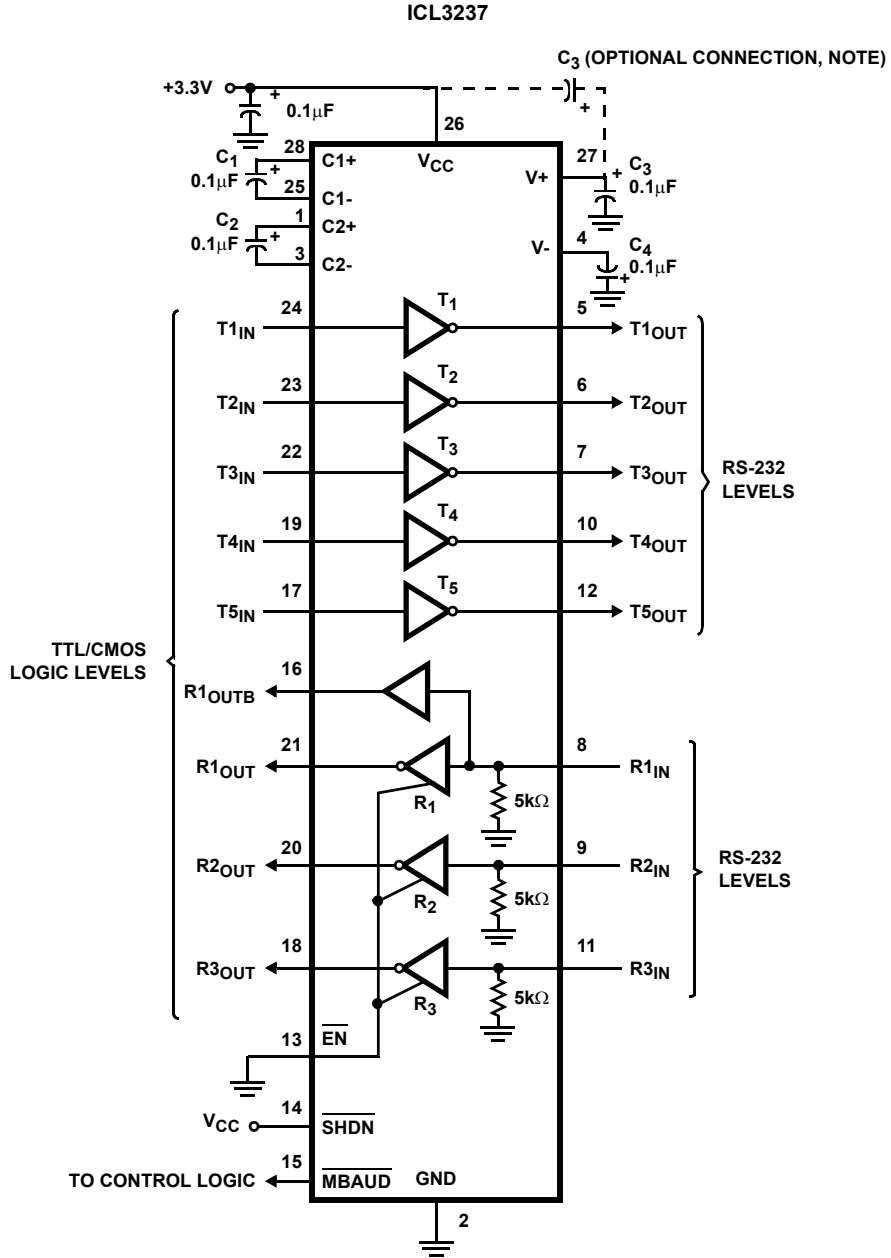 ICL3237
C3 (OPTIONAL CONNECTION, NOTE)
+3.3V
+
0.1µF
+
26
28
C1+
VCC
27
C1
0.1µF
+
V+
+
C3
0.1µF
25
C1-
1
C2+
C2
0.1µF
+
4
V-
C4
0.1µF
+
3
C2-
T1
24
5
T1IN
T1OUT
T2
23
6
T2IN
T2OUT
T3
22
7
T3IN
T3OUT
RS-232
LEVELS
T4
19
10
T4IN
T4OUT
T5
17
12
T5IN
T5OUT
TTL/CMOS
LOGIC LEVELS
16
R1OUTB
21
8
R1OUT
R1IN
R1
5kΩ
20
9
R2OUT
R2IN
RS-232
LEVELS
R2
5kΩ
18
11
R3OUT
R3IN
R3
5kΩ
13
EN
14
VCC
SHDN
15
TO CONTROL LOGIC
MBAUD
GND
2